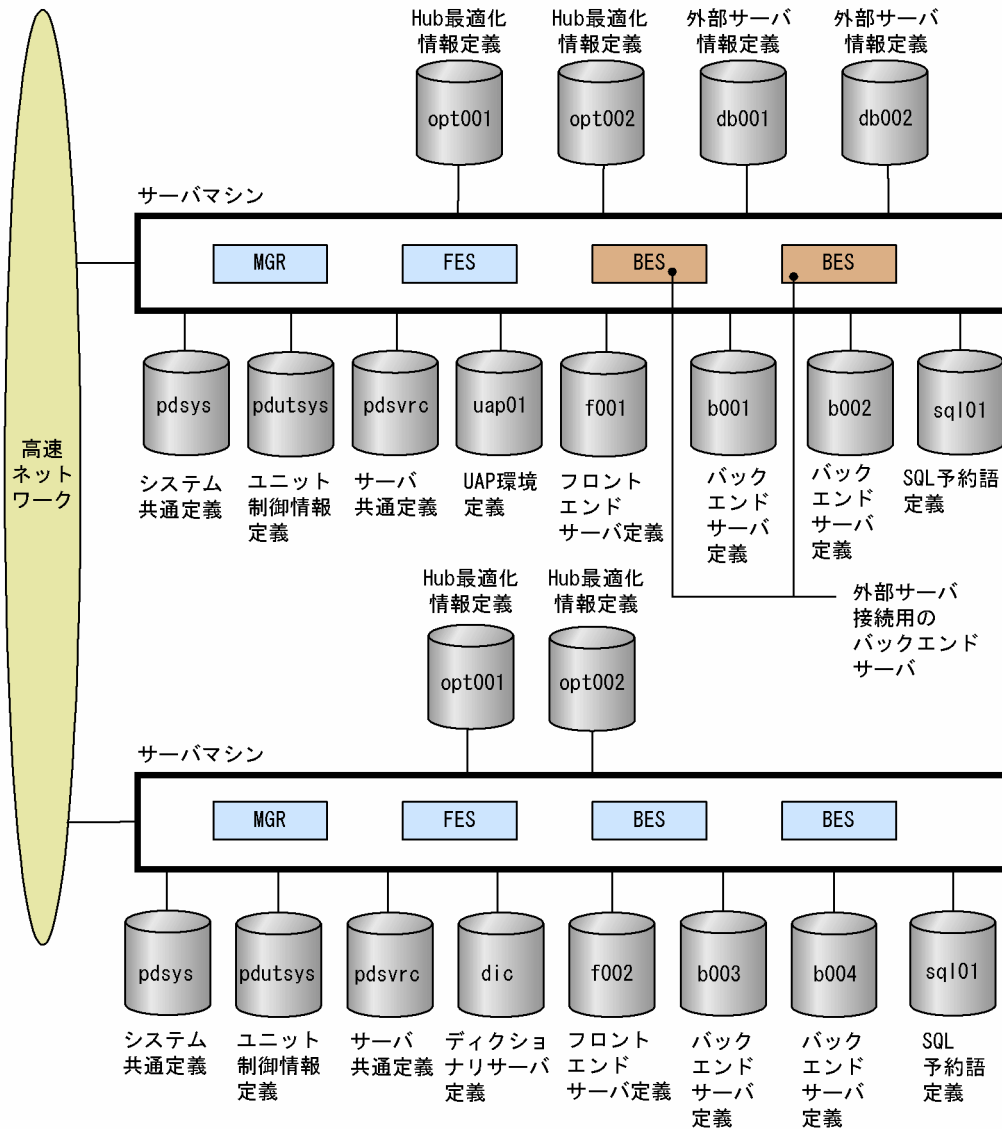 Hub最適化
情報定義
Hub最適化
情報定義
外部サーバ
情報定義
外部サーバ
情報定義
opt001
opt002
db001
db002
サーバマシン
MGR
FES
BES
BES
pdsys
pdutsys
pdsvrc
uap01
f001
b001
b002
sql01
高速
ネット
ワーク
システム
共通定義
ユニット
制御情報
定義
サーバ
共通定義
UAP環境
定義
フロント
エンド
サーバ定義
バック
エンド
サーバ
定義
バック
エンド
サーバ
定義
SQL予約語
定義
外部サーバ
接続用の
バックエンド
サーバ
Hub最適化
情報定義
Hub最適化
情報定義
opt001
opt002
サーバマシン
MGR
FES
BES
BES
pdsys
pdutsys
pdsvrc
dic
f002
b003
b004
sql01
システム
共通定義
ユニット
制御情報
定義
サーバ
共通定義
ディクショ
ナリサーバ
定義
フロント
エンド
サーバ定義
バック
エンド
サーバ
定義
バック
エンド
サーバ
定義
SQL
予約語
定義